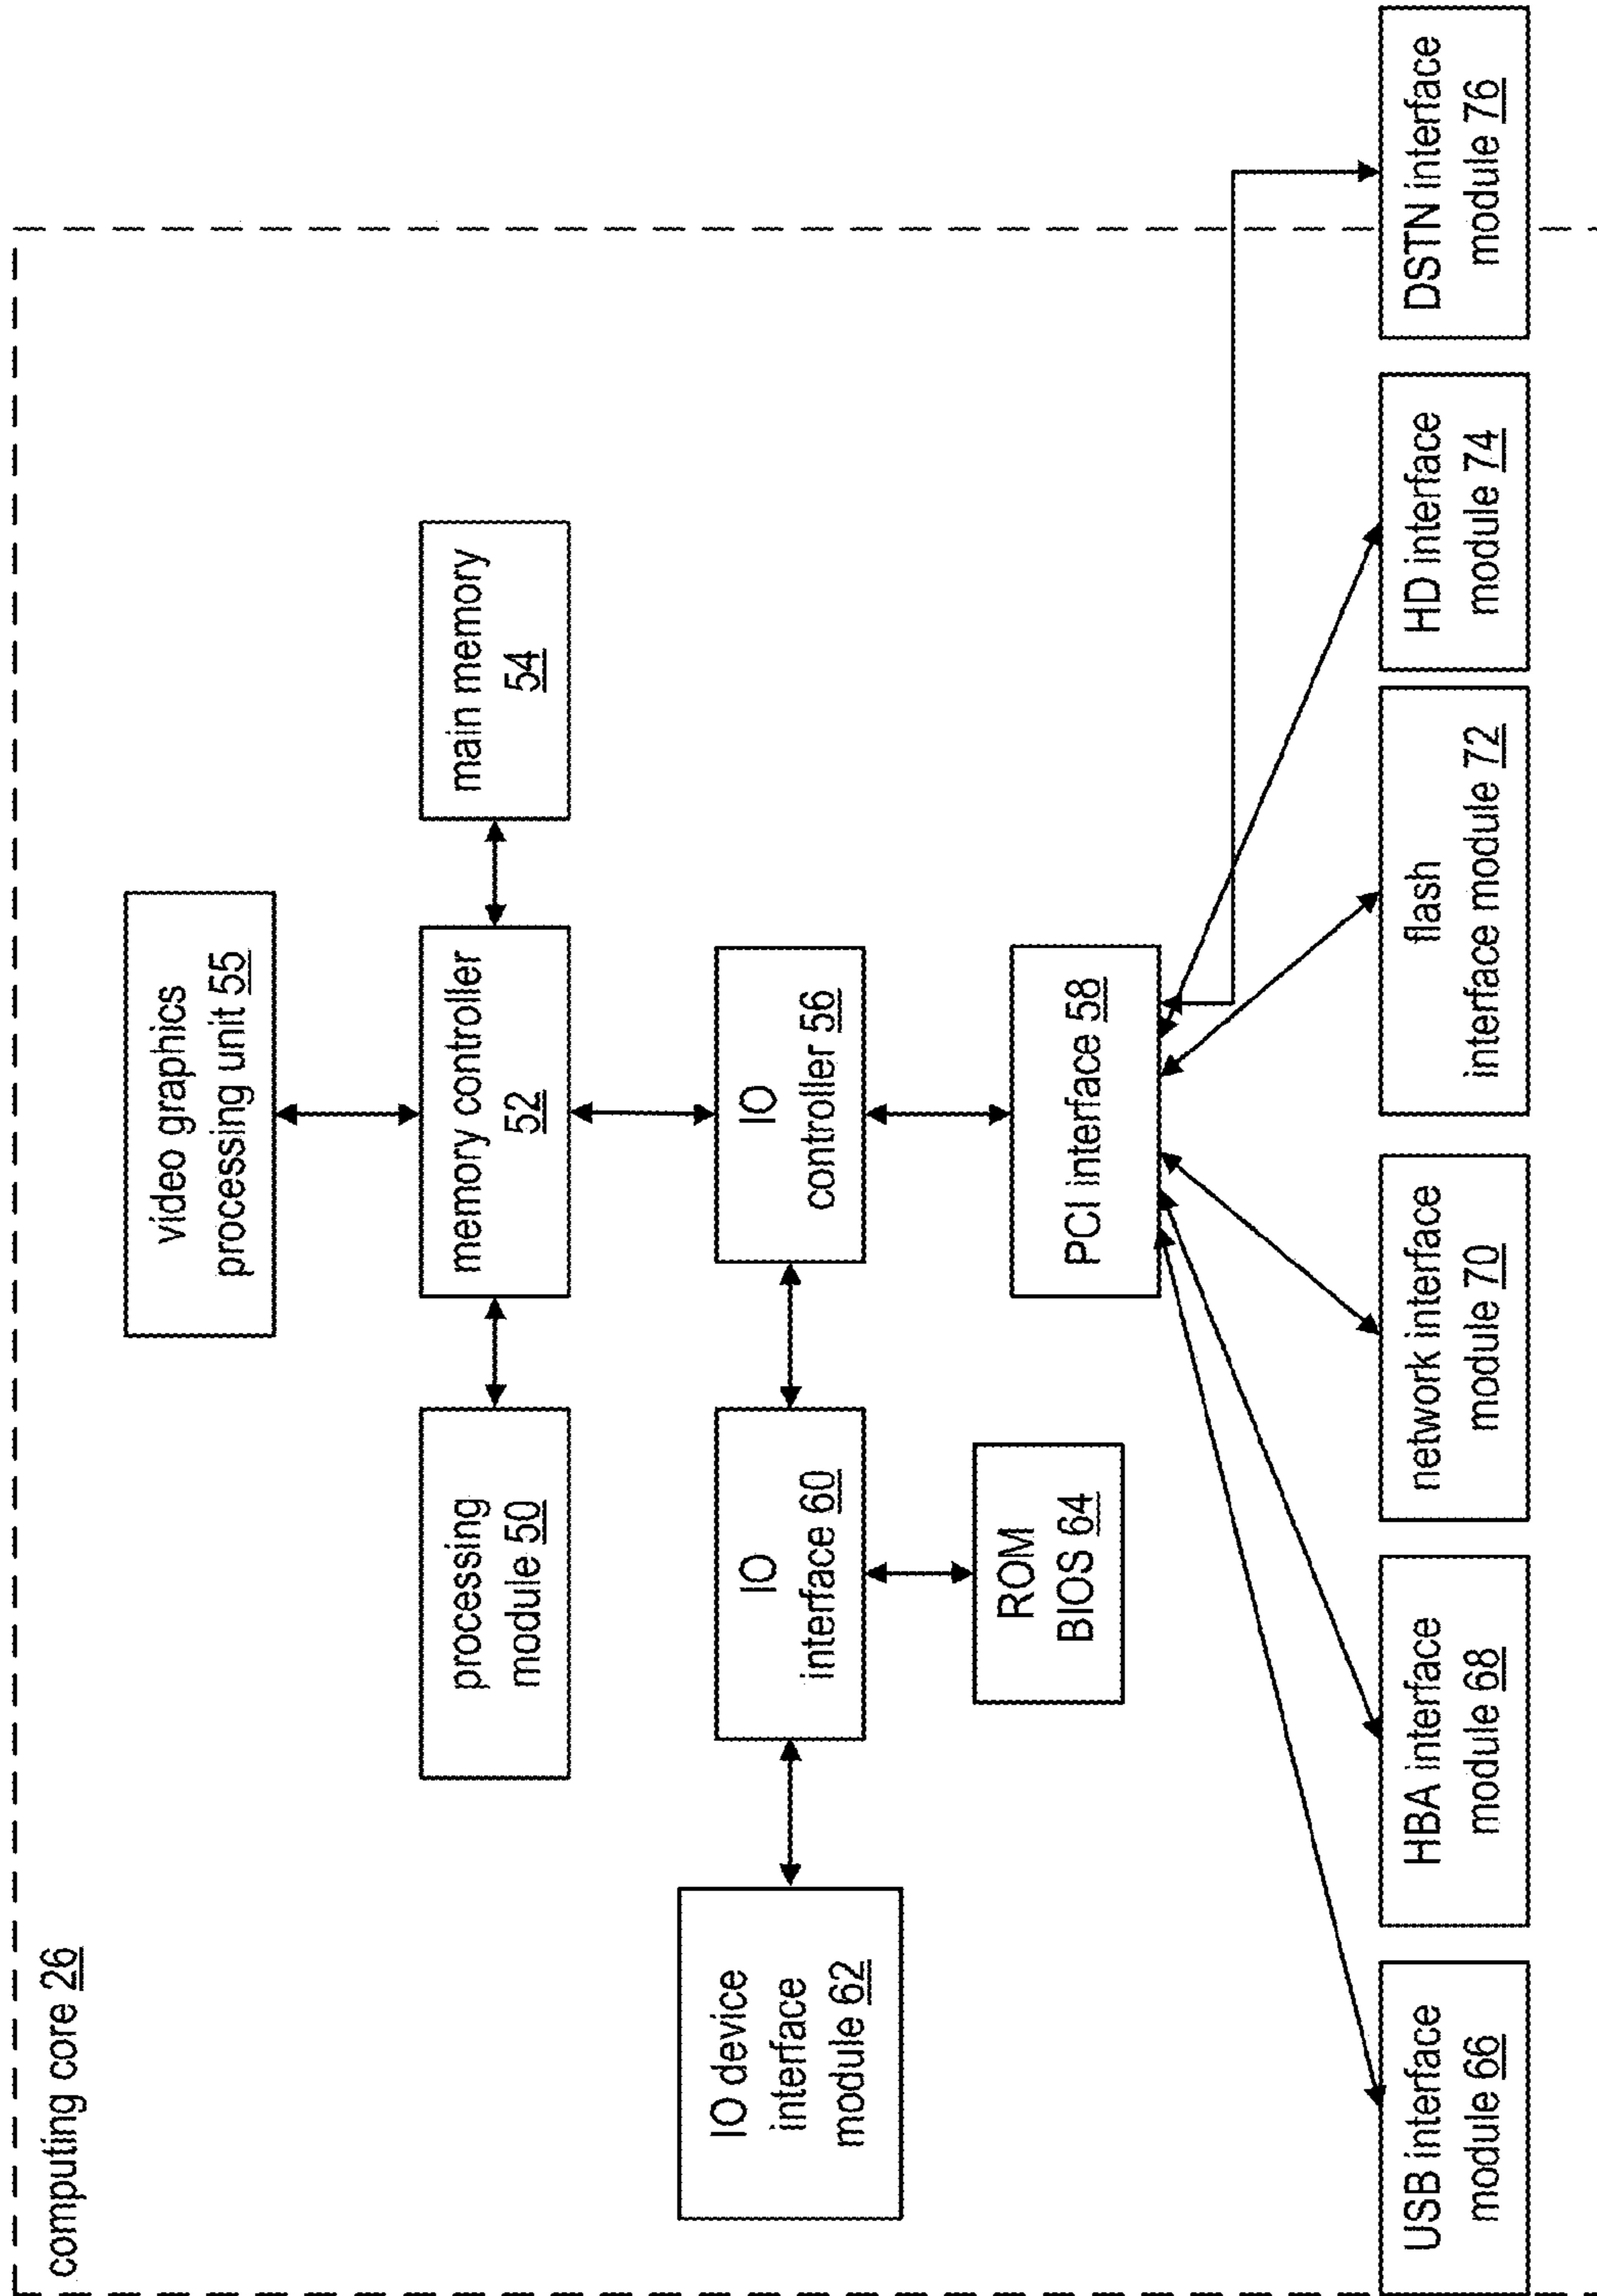 computing core 26
video graphics
processing unit 55
processing
module 50
memory controller
52
main memory
54
IO device
interface
module 62
IO
interface 60
IO
controller 56
ROM
BIOS 64
PCI interface 58
USB interface
module 66
HBA interface
module 68
network interface
module 70
flash
interface module 72
HD interface
module 74
DSTN interface
module 76